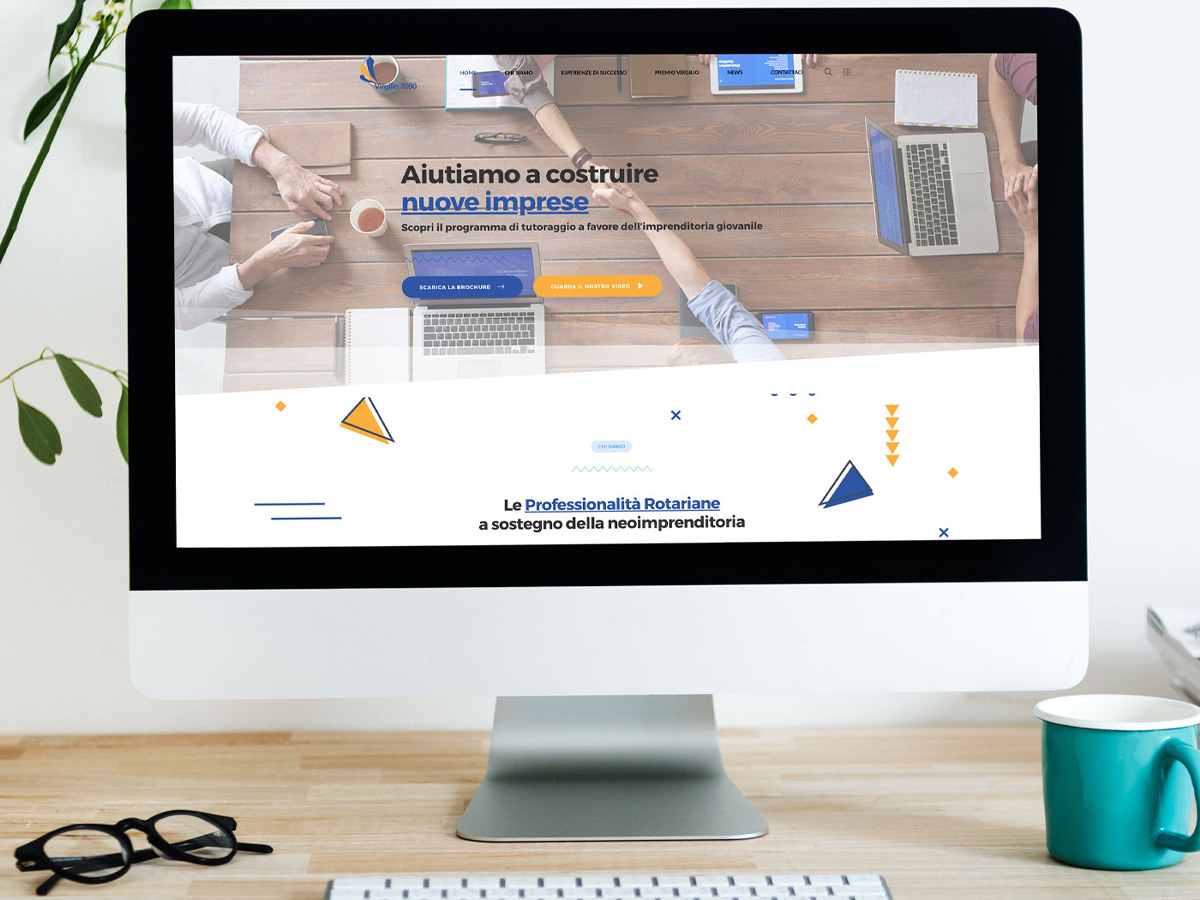 HOME CHI SIAMO ESPERIENZE DI SUCCESSO PREMIO VIRGILIO NEWS CONTATTACI
Virgilio 2090
Aiutiamo a costruire
nuove imprese
Scopri il programma di tutoraggio a favore dell'imprenditoria giovanile
SCARICA LA BROCHURE GUARDA IL NOSTRO VIDEO
CHI SIAMO
Le Professionalità Rotariane
a sostegno della neoimprenditoria